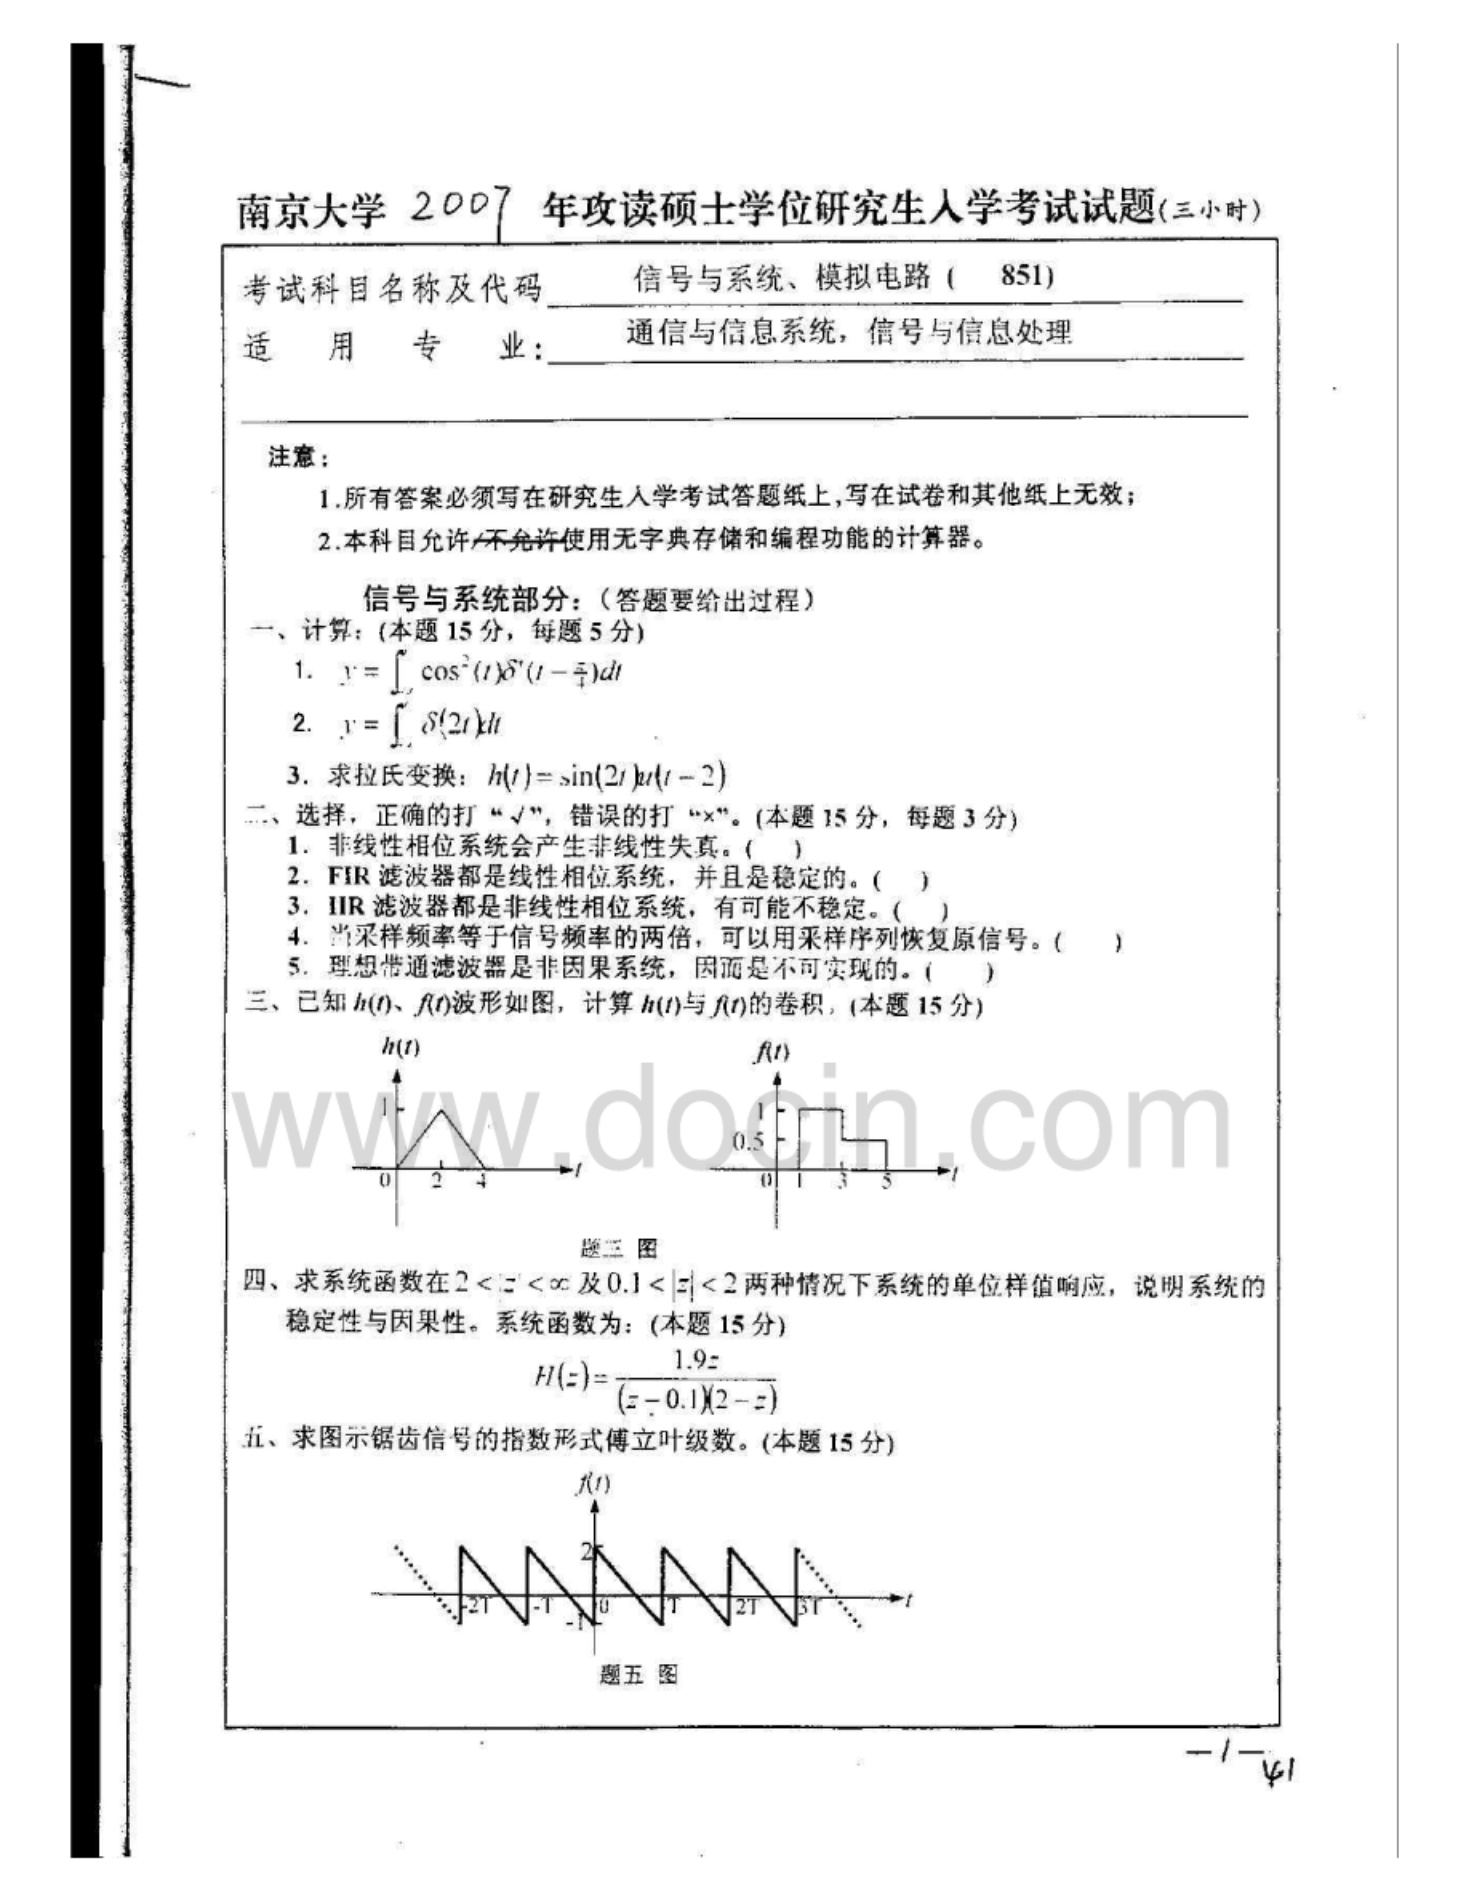 南京大学 2007 年攻读硕士学位研究生入学考试试题(三小时)
考试科目名称及代码 信号与系统、模拟电路 ( 851)
适 用 专 业: 通信与信息系统，信号与信息处理
注意：
1.所有答案必须写在研究生入学考试答题纸上,写在试卷和其他纸上无效；
2.本科目允许/不允许使用无字典存储和编程功能的计算器。
信号与系统部分：（答题要给出过程）
一、计算：(本题 15 分，每题 5 分)
1. y = ∫ cos²(t)δ'(t − π/4)dt
2. y = ∫ δ(2t)dt
3. 求拉氏变换： h(t) = sin(2t)u(t − 2)
二、选择，正确的打 “√”，错误的打 “×”。(本题 15 分，每题 3 分)
1. 非线性相位系统会产生非线性失真。( )
2. FIR 滤波器都是线性相位系统，并且是稳定的。( )
3. IIR 滤波器都是非线性相位系统，有可能不稳定。( )
4. 当采样频率等于信号频率的两倍，可以用采样序列恢复原信号。( )
5. 理想带通滤波器是非因果系统，因而是不可实现的。( )
三、已知 h(t)、f(t)波形如图，计算 h(t)与 f(t)的卷积。(本题 15 分)
h(t) f(t)
1 1
0.5
0 2 4 t 0 1 3 5 t
www.docin.com
题三 图
四、求系统函数在 2 < |z| < ∞ 及 0.1 < |z| < 2 两种情况下系统的单位样值响应，说明系统的
稳定性与因果性。系统函数为：(本题 15 分)
H(z) = 1.9z / (z − 0.1)(2 − z)
五、求图示锯齿信号的指数形式傅立叶级数。(本题 15 分)
f(t)
2
-2T -T 0 T 2T 3T t
-1
题五 图
—1—